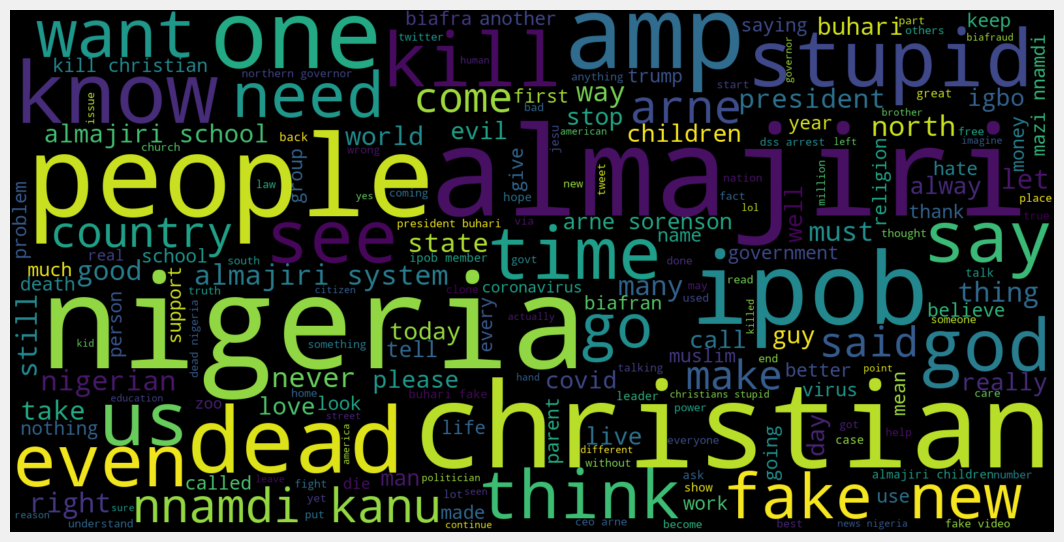 want one kill amp stupid
biafra another saying buhari part others keep
twitter biafraud
kill christian northern governor human anything trump start governor great nnamdi
know need come first way arne president igbo
issue bad stop
almajiri school world evil american children year north mazi money
church back group law wrong give jesu dss arrest left brother free imagine
people almajiri
religion hate
yes coming hope new tweet nation fact lol million well alway let
problem via thank place true
country see president buhari arne sorenson name must thought say
real school south ipob member state time govt done government
much good almajiri system coronavirus many read talk thing
death truth citizen clone biafran may used believe
still person support something today every actually go call guy said someone god
nigeria ipob
kid dead nigeria tell killed
nigerian never please covid muslim make better end point really
education zoo home buhari fake hand talking leader virus mean care
take us love look street life parent christians stupid power
nothing dead christian live everyone going day got help
even called america leave different without case
fight die man politician lot seen ask almajiri childrennumber
right nnamdi kanu made think work show fake new use
reason sure understand yet put continue ceo arne become best news nigeria fake video